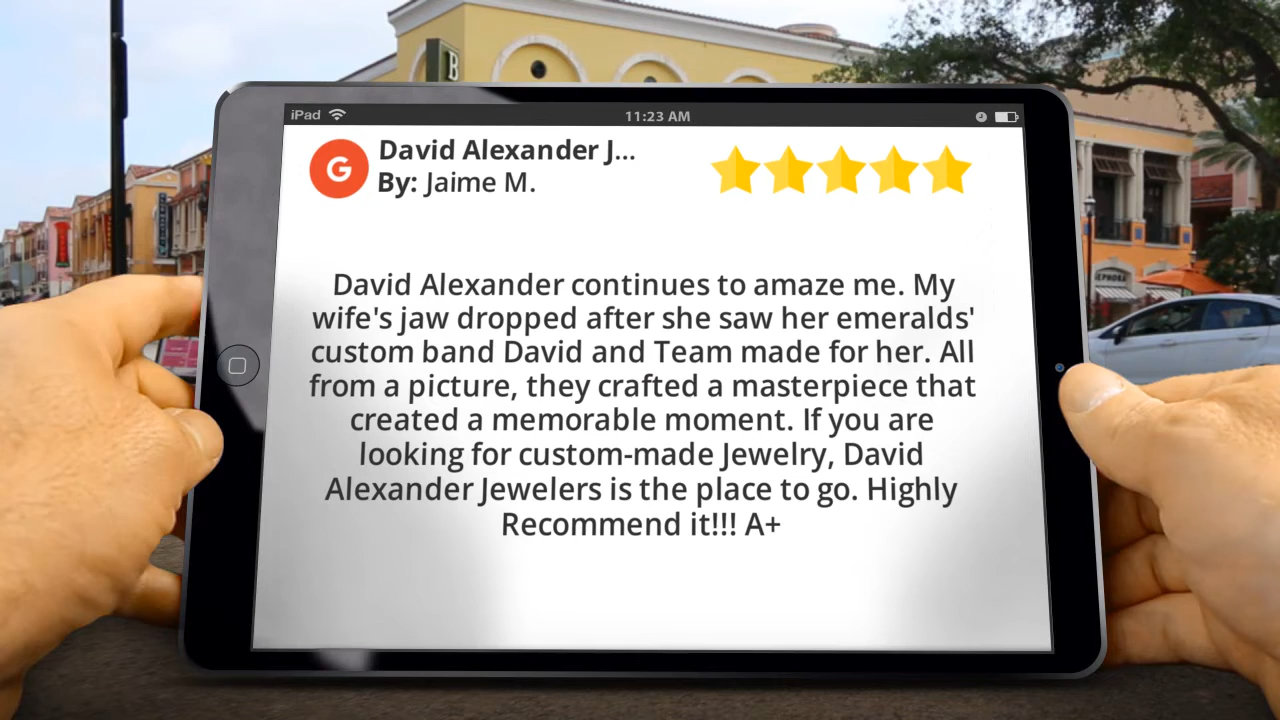 iPad 11:23 AM
G
David Alexander J...
By: Jaime M.
David Alexander continues to amaze me. My
wife's jaw dropped after she saw her emeralds'
custom band David and Team made for her. All
from a picture, they crafted a masterpiece that
created a memorable moment. If you are
looking for custom-made Jewelry, David
Alexander Jewelers is the place to go. Highly
Recommend it!!! A+
B
SEPHORA